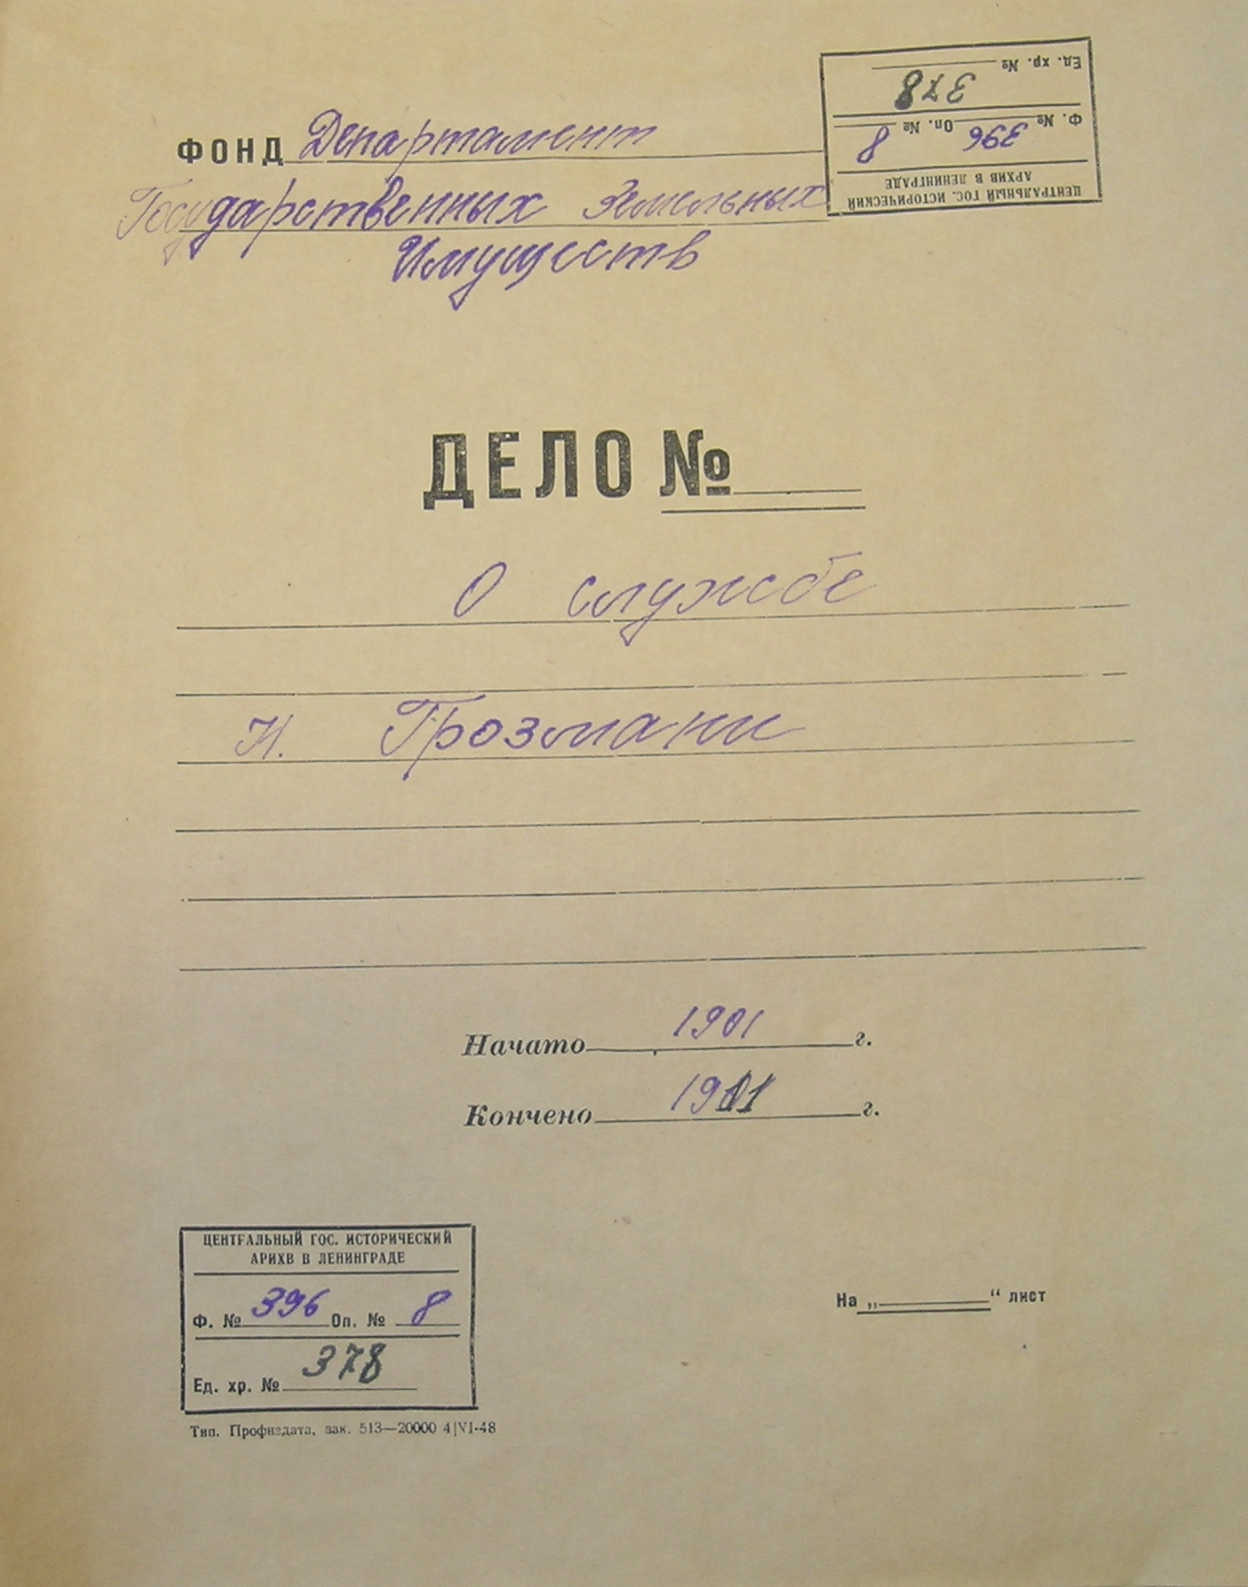 ФОНД Департамент
Государственных Земельных
Имуществ
ЦЕНТРАЛЬНЫЙ ГОС. ИСТОРИЧЕСКИЙ
АРХИВ В ЛЕНИНГРАДЕ
Ф. № 396 Оп. № 8
Ед. хр. № 378
ДЕЛО №
О службе
Н. Грозманн
Начато 1901 г.
Кончено 1911 г.
ЦЕНТРАЛЬНЫЙ ГОС. ИСТОРИЧЕСКИЙ
АРИХВ В ЛЕНИНГРАДЕ
Ф. № 396 Оп. № 8
Ед. хр. № 378
На „ “ лист
Тип. Профиздата, зак. 513—20000 4|VI-48